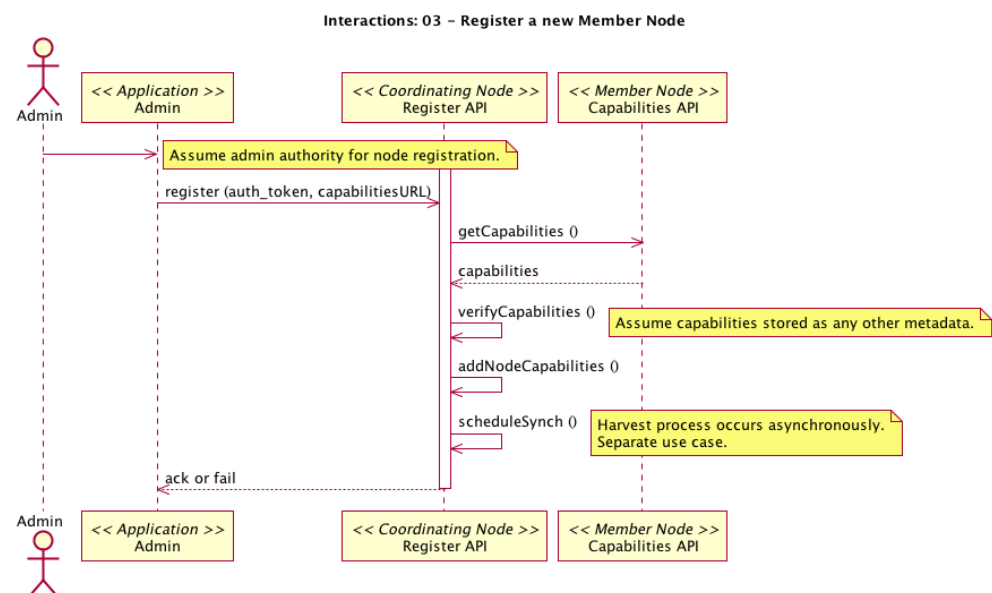 Interactions: 03 – Register a new Member Node
Admin
<< Application >>
Admin
<< Coordinating Node >>
Register API
<< Member Node >>
Capabilities API
Assume admin authority for node registration.
register (auth_token, capabilitiesURL)
getCapabilities ()
capabilities
verifyCapabilities ()
Assume capabilities stored as any other metadata.
addNodeCapabilities ()
scheduleSynch ()
Harvest process occurs asynchronously.
Separate use case.
ack or fail
Admin
<< Application >>
Admin
<< Coordinating Node >>
Register API
<< Member Node >>
Capabilities API